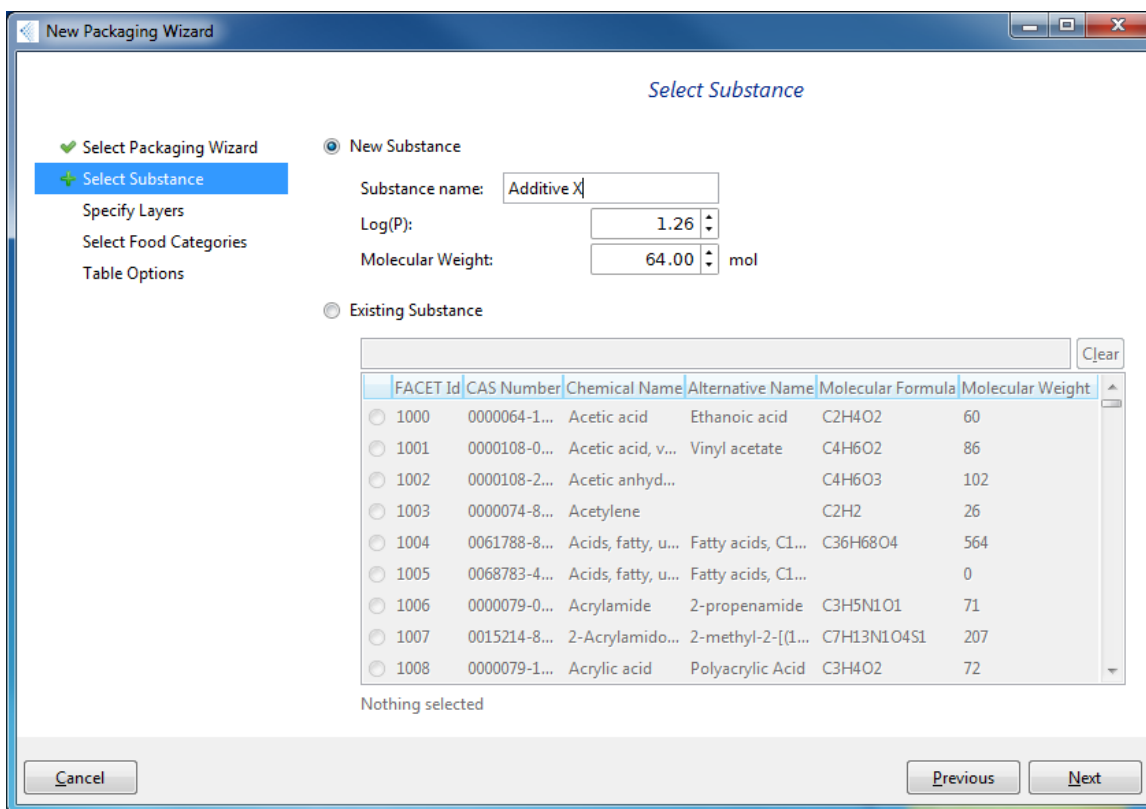 New Packaging Wizard
Select Substance
Select Packaging Wizard
Select Substance
Specify Layers
Select Food Categories
Table Options
New Substance
Substance name: Additive X
Log(P): 1.26
Molecular Weight: 64.00 mol
Existing Substance
Clear
FACET Id CAS Number Chemical Name Alternative Name Molecular Formula Molecular Weight
1000 0000064-1... Acetic acid Ethanoic acid C2H4O2 60
1001 0000108-0... Acetic acid, v... Vinyl acetate C4H6O2 86
1002 0000108-2... Acetic anhyd... C4H6O3 102
1003 0000074-8... Acetylene C2H2 26
1004 0061788-8... Acids, fatty, u... Fatty acids, C1... C36H68O4 564
1005 0068783-4... Acids, fatty, u... Fatty acids, C1... 0
1006 0000079-0... Acrylamide 2-propenamide C3H5N1O1 71
1007 0015214-8... 2-Acrylamido... 2-methyl-2-[(1... C7H13N1O4S1 207
1008 0000079-1... Acrylic acid Polyacrylic Acid C3H4O2 72
Nothing selected
Cancel Previous Next